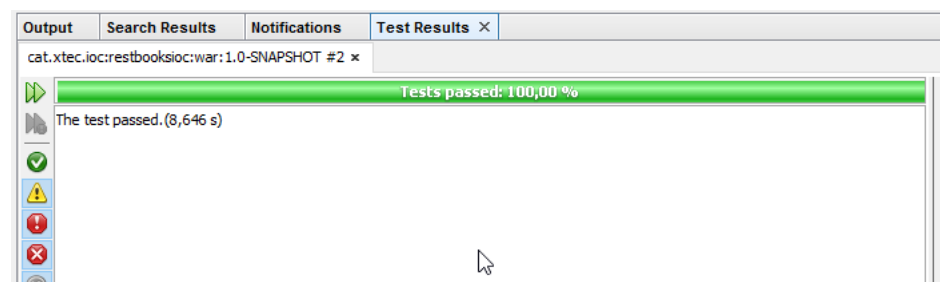 Output Search Results Notifications Test Results ×
cat.xtec.ioc:restbooksioc:war:1.0-SNAPSHOT #2 ×
Tests passed: 100,00 %
The test passed.(8,646 s)